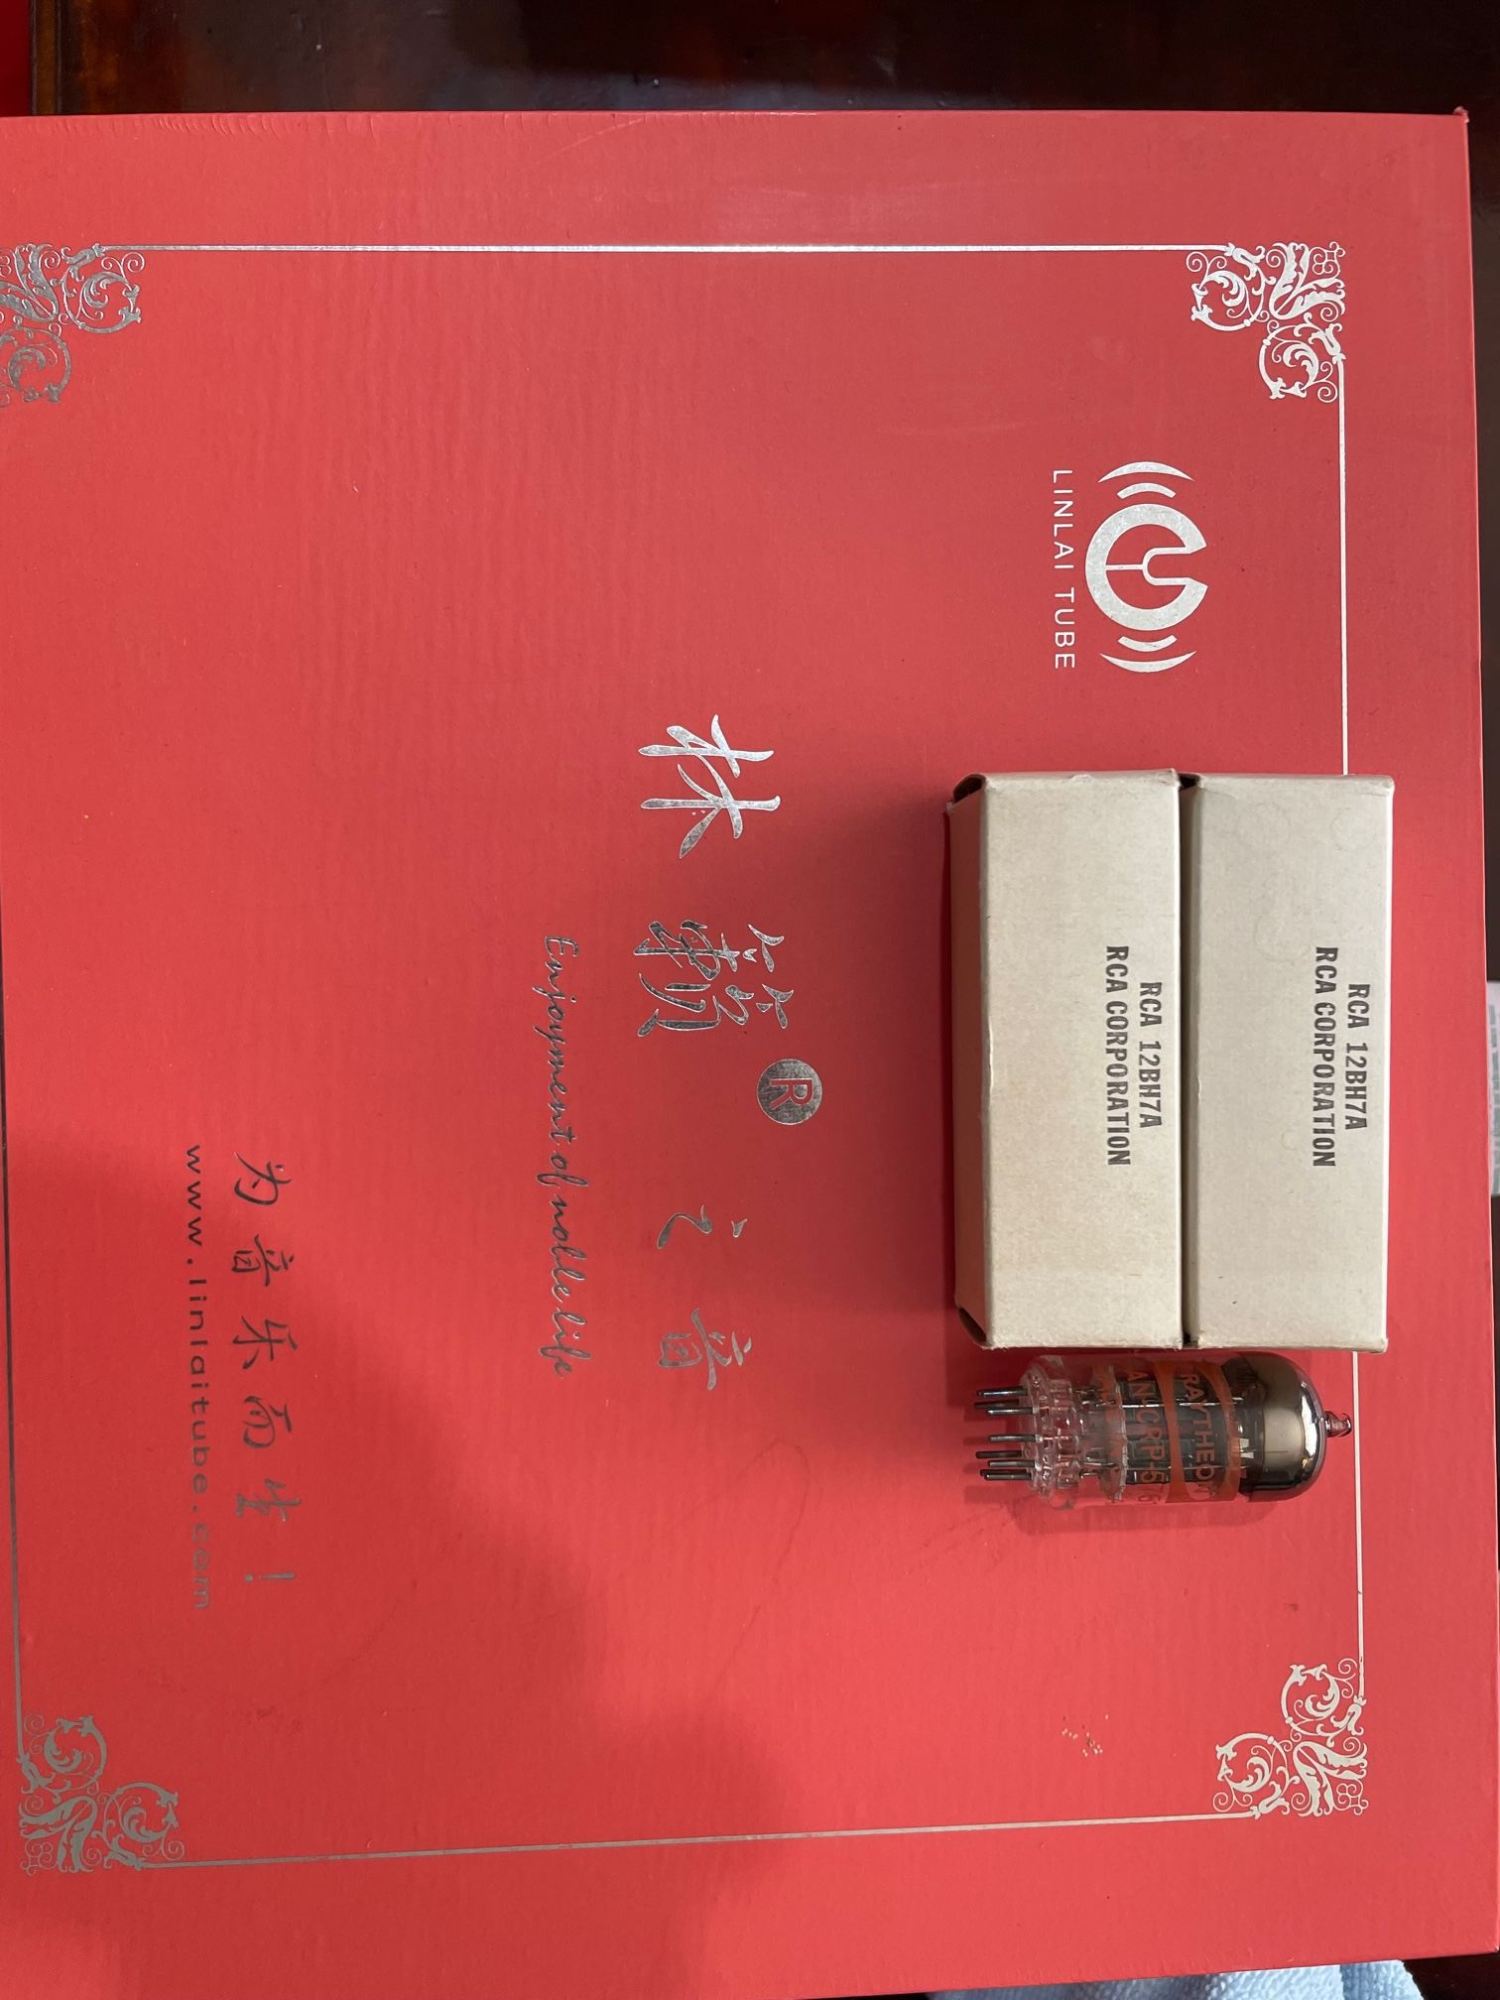 LINLAI TUBE
RCA 12BH7A
RCA CORPORATION
RCA 12BH7A
RCA CORPORATION
RAYTHEON
林籁® 之音
Enjoyment of noble life
为音乐而生!
www.linlaitube.com